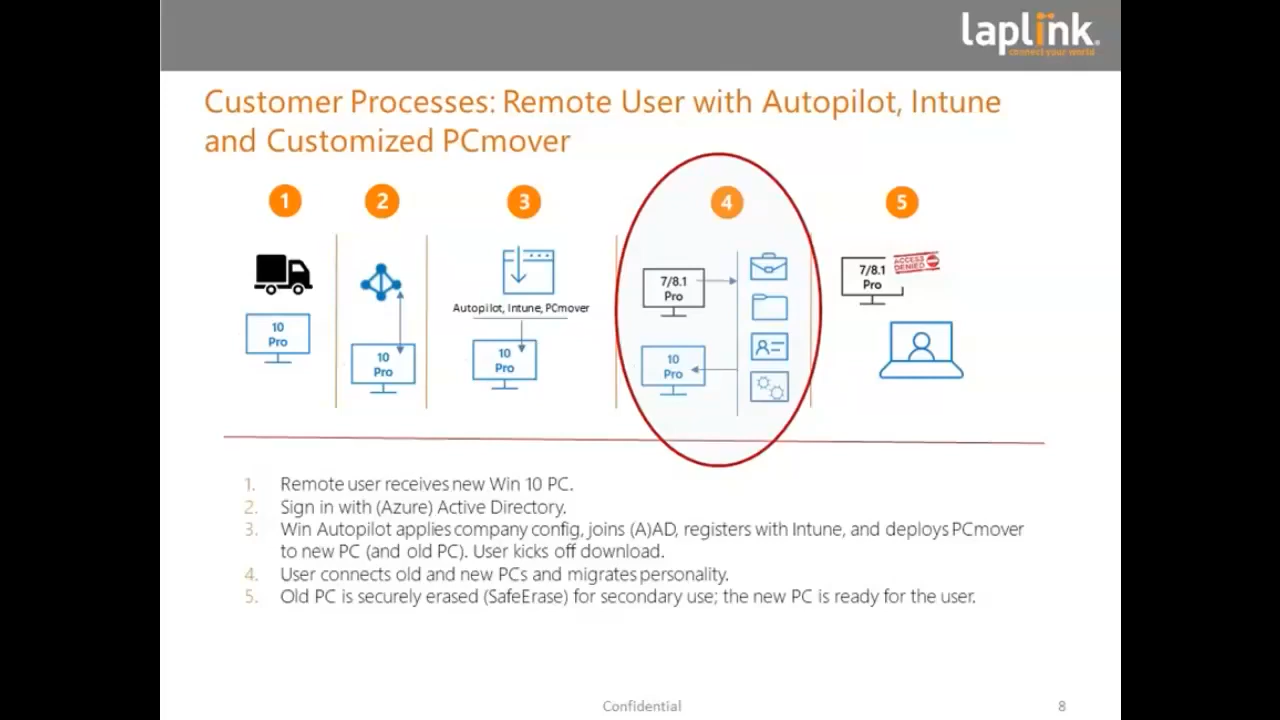 laplink®
connect your world
Customer Processes: Remote User with Autopilot, Intune
and Customized PCmover
1 2 3 4 5
10
Pro
10
Pro
Autopilot, Intune, PCmover
10
Pro
7/8.1
Pro
10
Pro
7/8.1
Pro
ACCESS
DENIED
1. Remote user receives new Win 10 PC.
2. Sign in with (Azure) Active Directory.
3. Win Autopilot applies company config, joins (A)AD, registers with Intune, and deploys PCmover
to new PC (and old PC). User kicks off download.
4. User connects old and new PCs and migrates personality.
5. Old PC is securely erased (SafeErase) for secondary use; the new PC is ready for the user.
Confidential
8